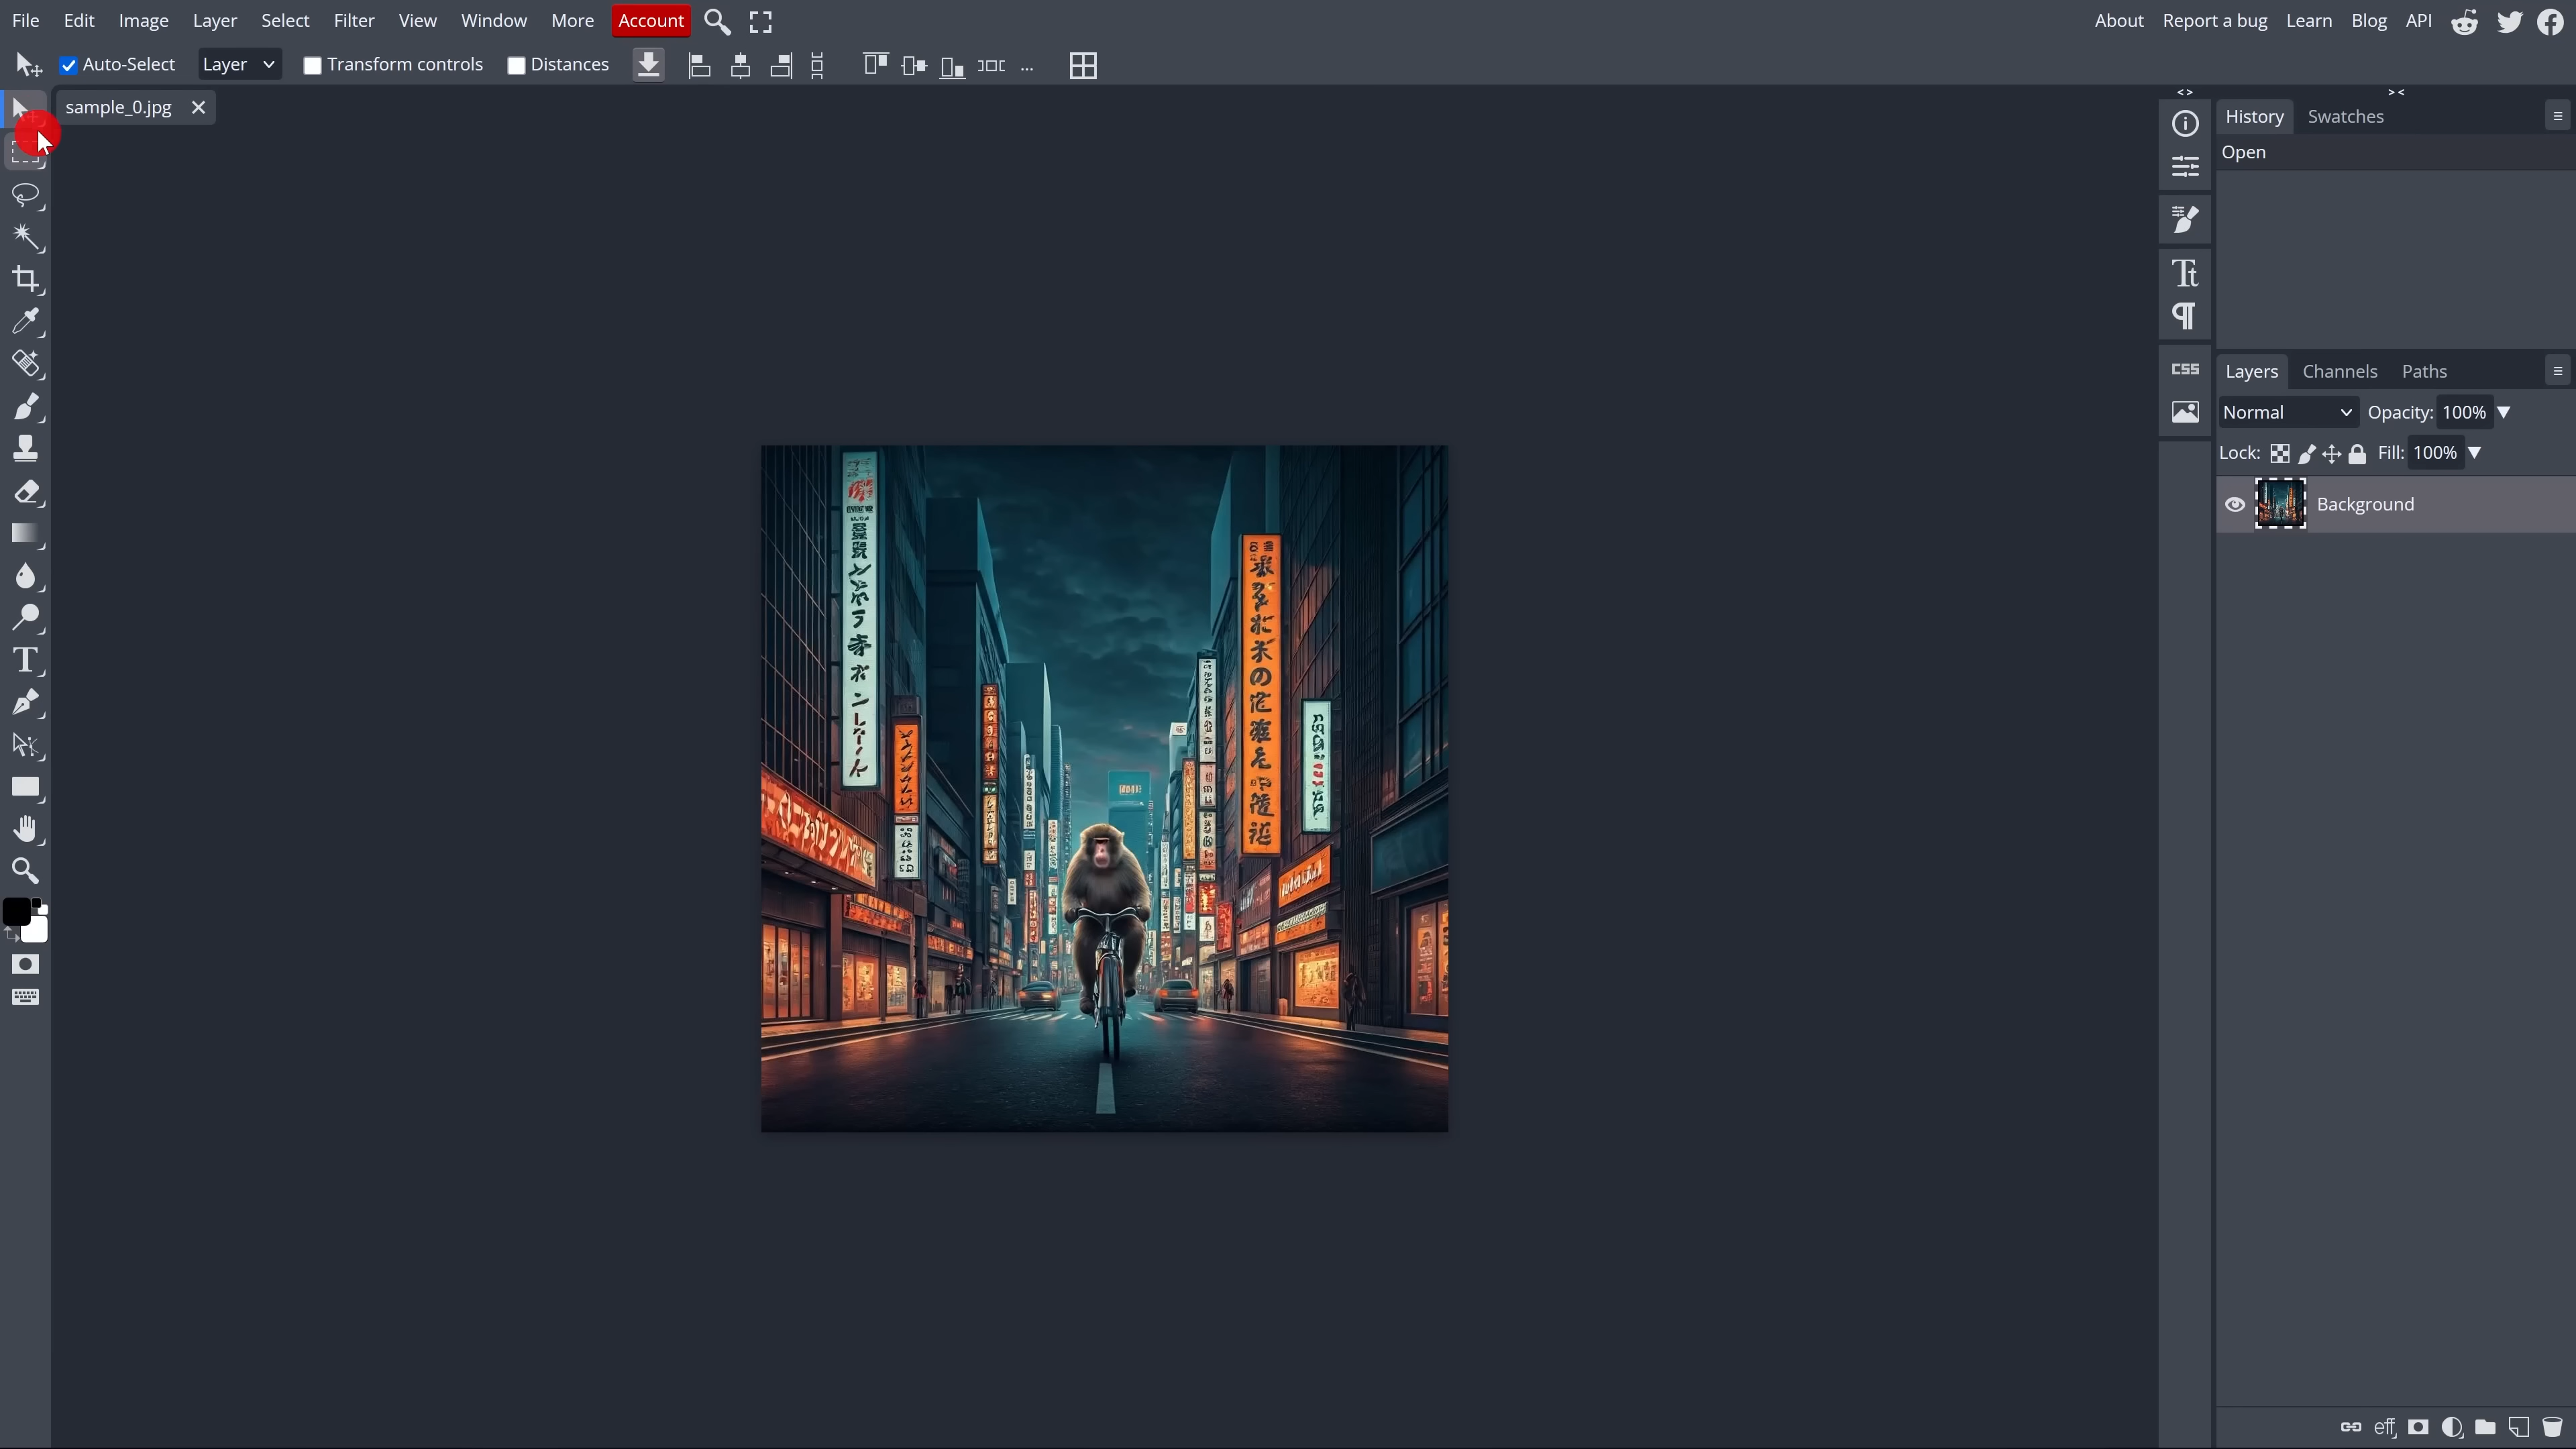 File Edit Image Layer Select Filter View Window More Account About Report a bug Learn Blog API
Auto-Select Layer Transform controls Distances ...
sample_0.jpg
History Swatches
Open
Layers Channels Paths
Normal Opacity: 100%
Lock: Fill: 100%
Background
Tt
CSS
T
eff